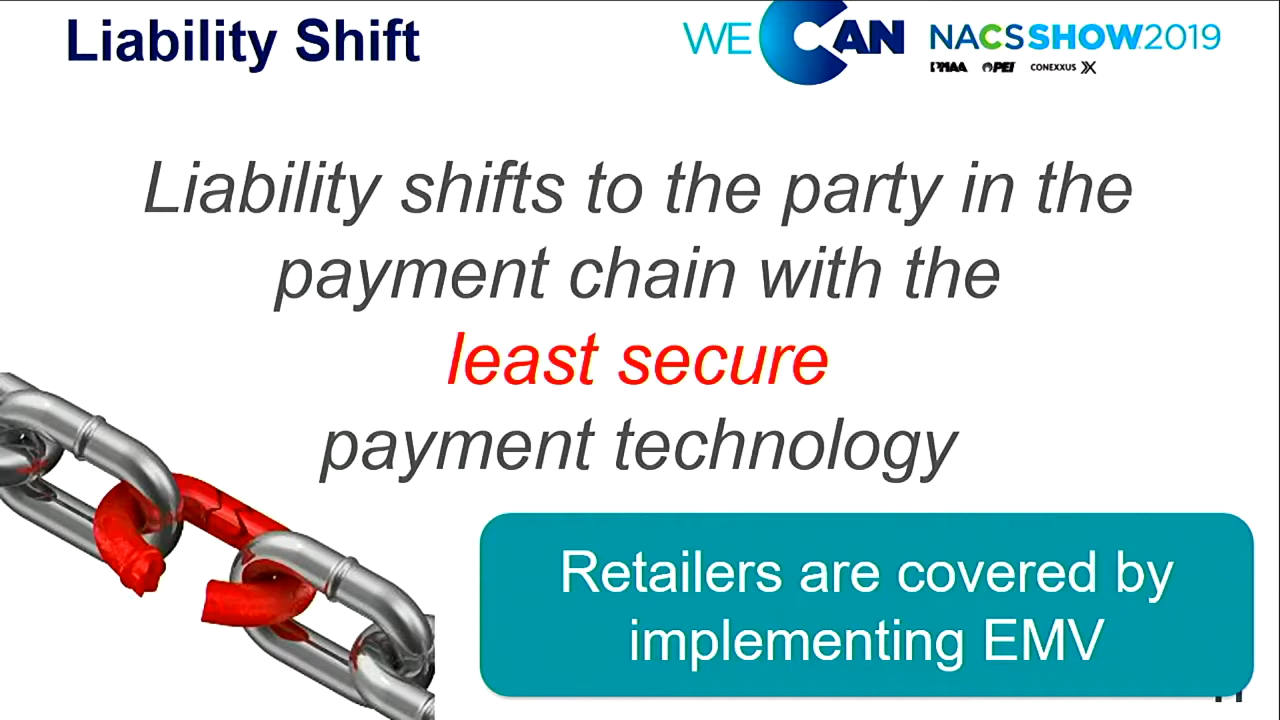 Liability Shift
WE CAN
NACS SHOW 2019
PMAA PEI CONEXXUS
Liability shifts to the party in the
payment chain with the
least secure
payment technology
Retailers are covered by
implementing EMV